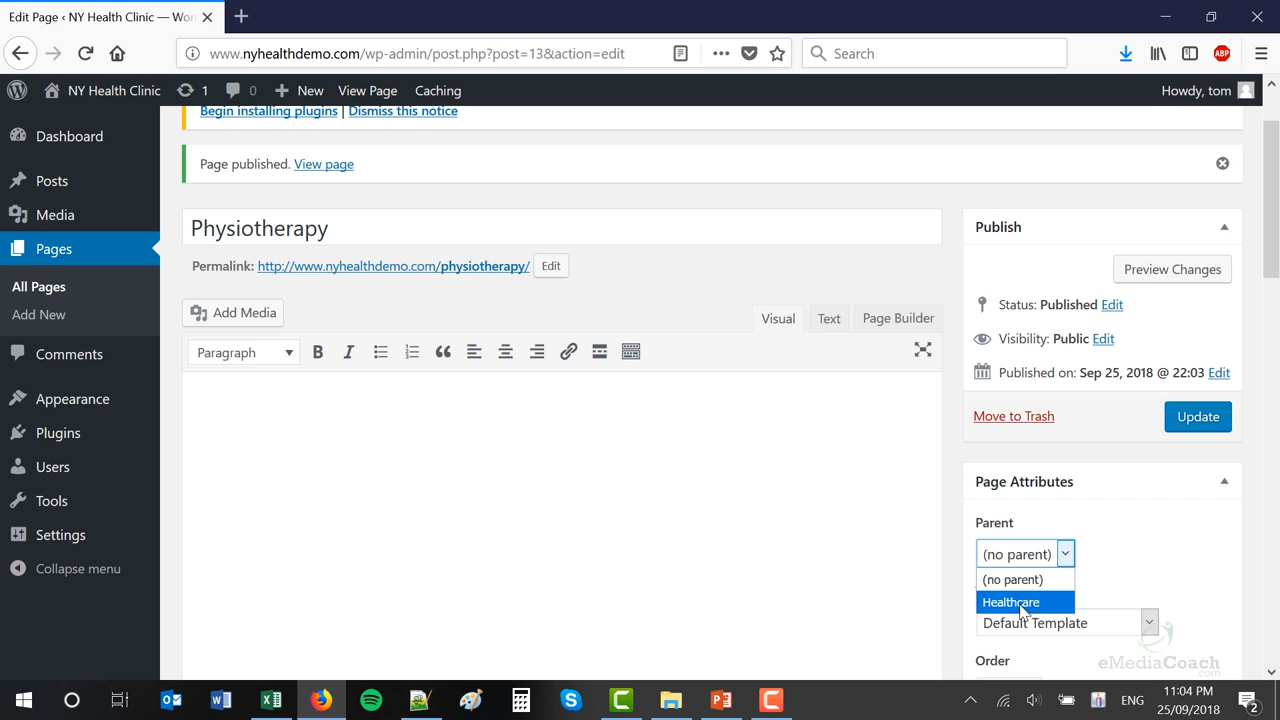 Edit Page ‹ NY Health Clinic — Wor
www.nyhealthdemo.com/wp-admin/post.php?post=13&action=edit
Search
ABP
NY Health Clinic
1
0
New
View Page
Caching
Howdy, tom
Dashboard
Posts
Media
Pages
All Pages
Add New
Comments
Appearance
Plugins
Users
Tools
Settings
Collapse menu
Begin installing plugins | Dismiss this notice
Page published. View page
Physiotherapy
Permalink: http://www.nyhealthdemo.com/physiotherapy/ Edit
Add Media
Visual
Text
Page Builder
Paragraph
Publish
Preview Changes
Status: Published Edit
Visibility: Public Edit
Published on: Sep 25, 2018 @ 22:03 Edit
Move to Trash
Update
Page Attributes
Parent
(no parent)
(no parent)
Healthcare
Default Template
Order
eMediaCoach
ENG
11:04 PM
25/09/2018
2